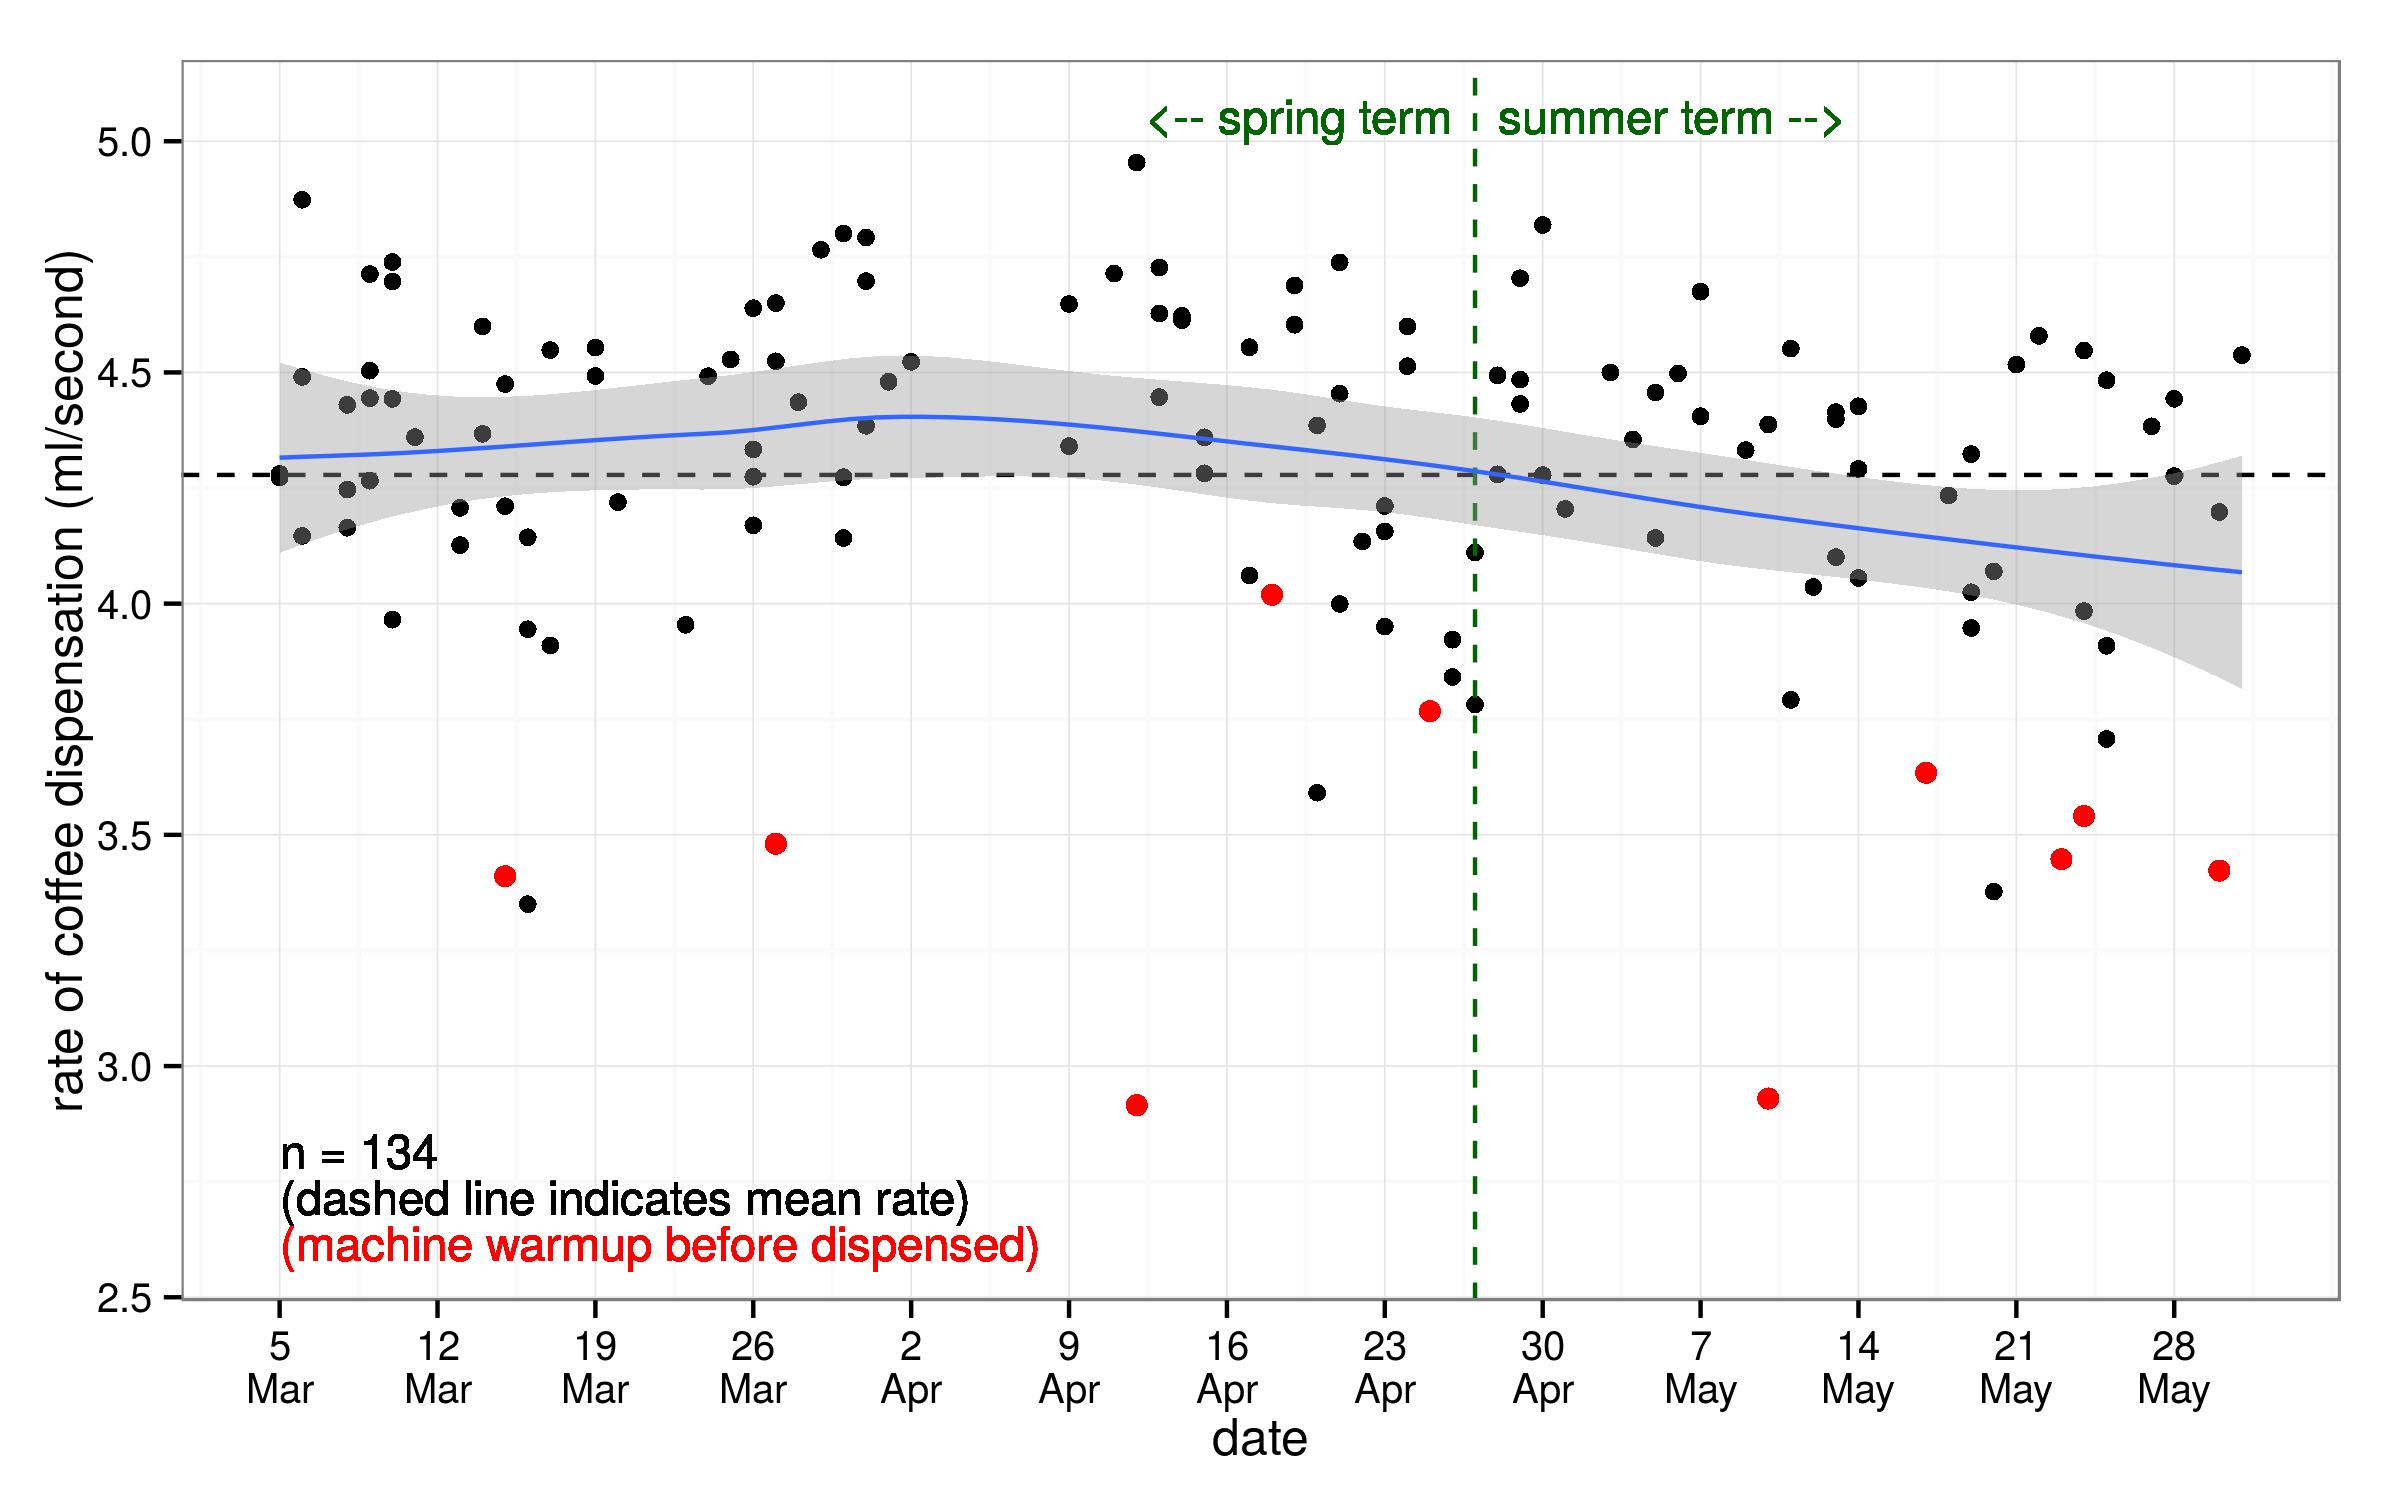 <-- spring term
summer term -->
rate of coffee dispensation (ml/second)
5.0
4.5
4.0
3.5
3.0
2.5
n = 134
(dashed line indicates mean rate)
(machine warmup before dispensed)
5 Mar
12 Mar
19 Mar
26 Mar
2 Apr
9 Apr
16 Apr
23 Apr
30 Apr
7 May
14 May
21 May
28 May
date